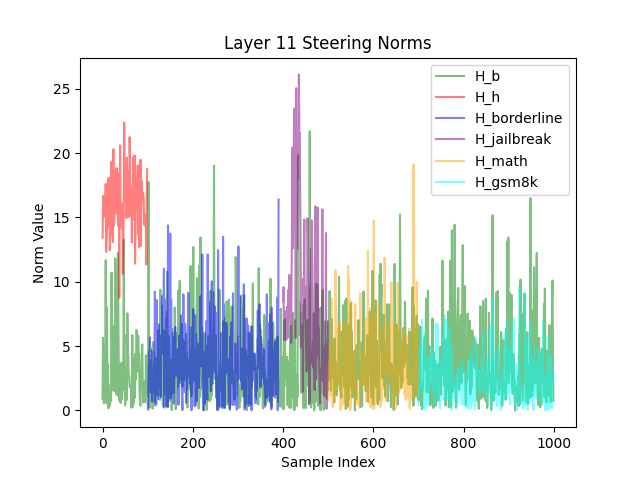 Layer 11 Steering Norms
25
20
15
10
5
0
Norm Value
0
200
400
600
800
1000
Sample Index
H_b
H_h
H_borderline
H_jailbreak
H_math
H_gsm8k